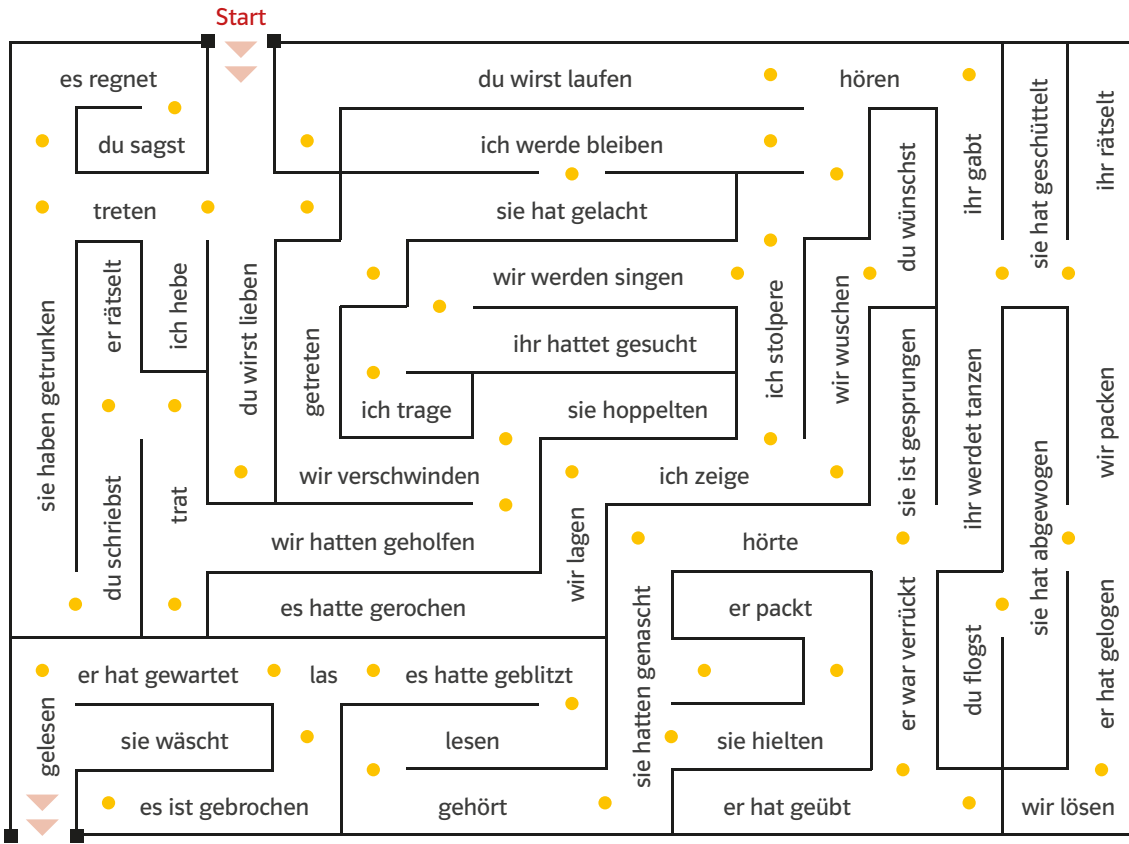 Start
es regnet
du wirst laufen
hören
du sagst
ich werde bleiben
ihr gabt
sie hat geschüttelt
ihr rätselt
du wünschst
treten
sie hat gelacht
er rätselt
ich hebe
wir werden singen
sie haben getrunken
du wirst lieben
getreten
ihr hattet gesucht
ich stolpere
wir wuschen
ich trage
sie hoppelten
sie ist gesprungen
ihr werdet tanzen
wir packen
wir verschwinden
ich zeige
du schriebst
trat
wir hatten geholfen
wir lagen
hörte
sie hat abgewogen
es hatte gerochen
er packt
er war verrückt
du flogst
er hat gelogen
er hat gewartet
las
es hatte geblitzt
sie hatten genascht
gelesen
sie wäscht
lesen
sie hielten
es ist gebrochen
gehört
er hat geübt
wir lösen